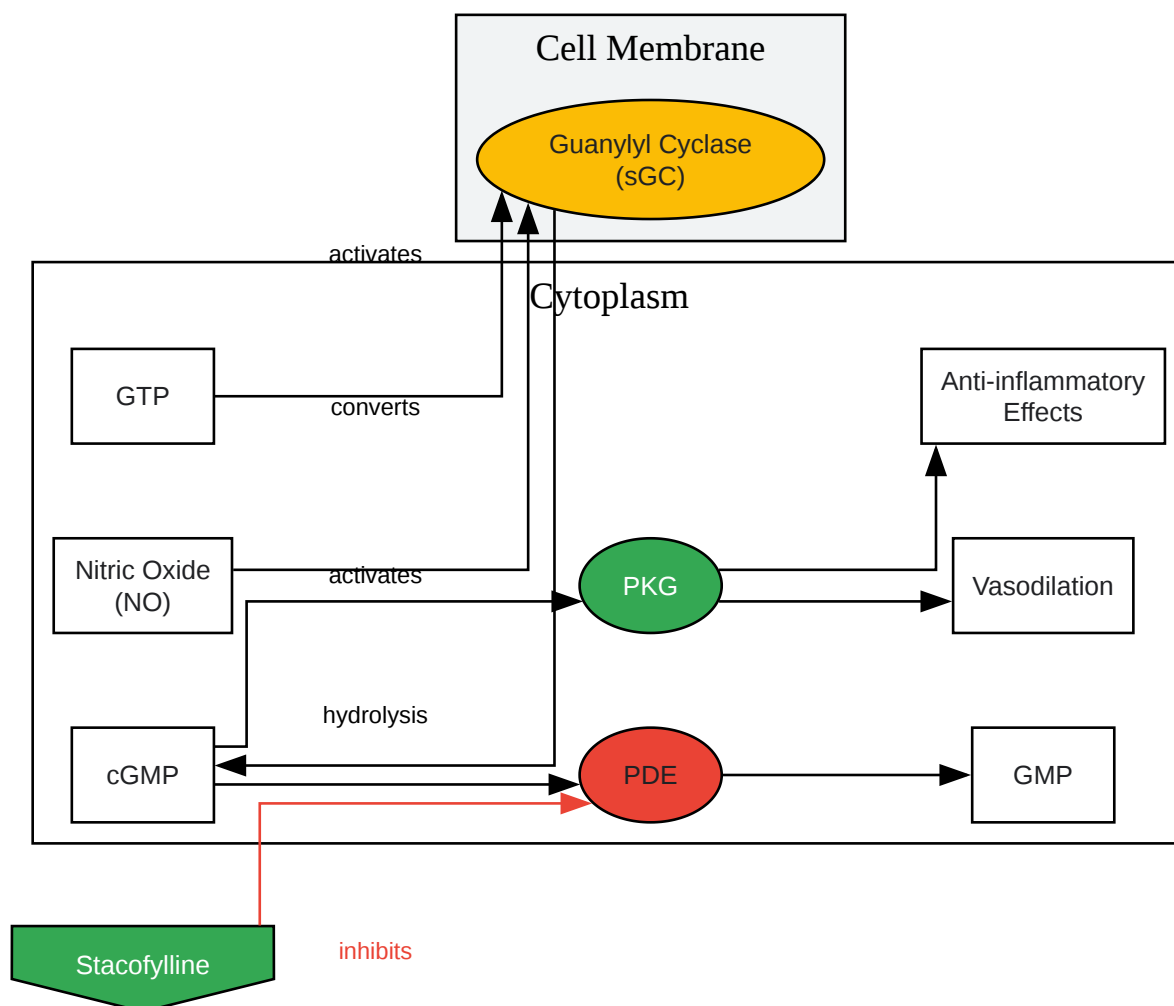 Cell Membrane
Guanylyl Cyclase
(sGC)
activates
Cytoplasm
GTP
converts
Anti-inflammatory
Effects
Nitric Oxide
(NO)
activates
PKG
Vasodilation
hydrolysis
cGMP
PDE
GMP
Stacofylline
inhibits